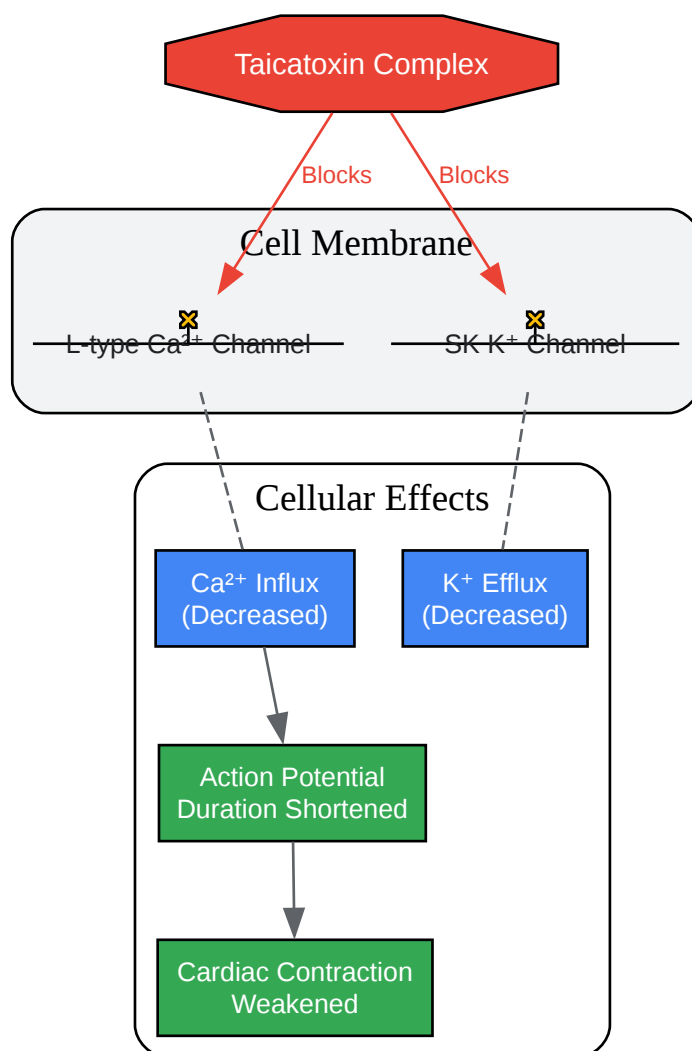 Taicatoxin Complex
Blocks
Blocks
Cell Membrane
L-type Ca²⁺ Channel
SK K⁺ Channel
Cellular Effects
Ca²⁺ Influx
(Decreased)
K⁺ Efflux
(Decreased)
Action Potential
Duration Shortened
Cardiac Contraction
Weakened